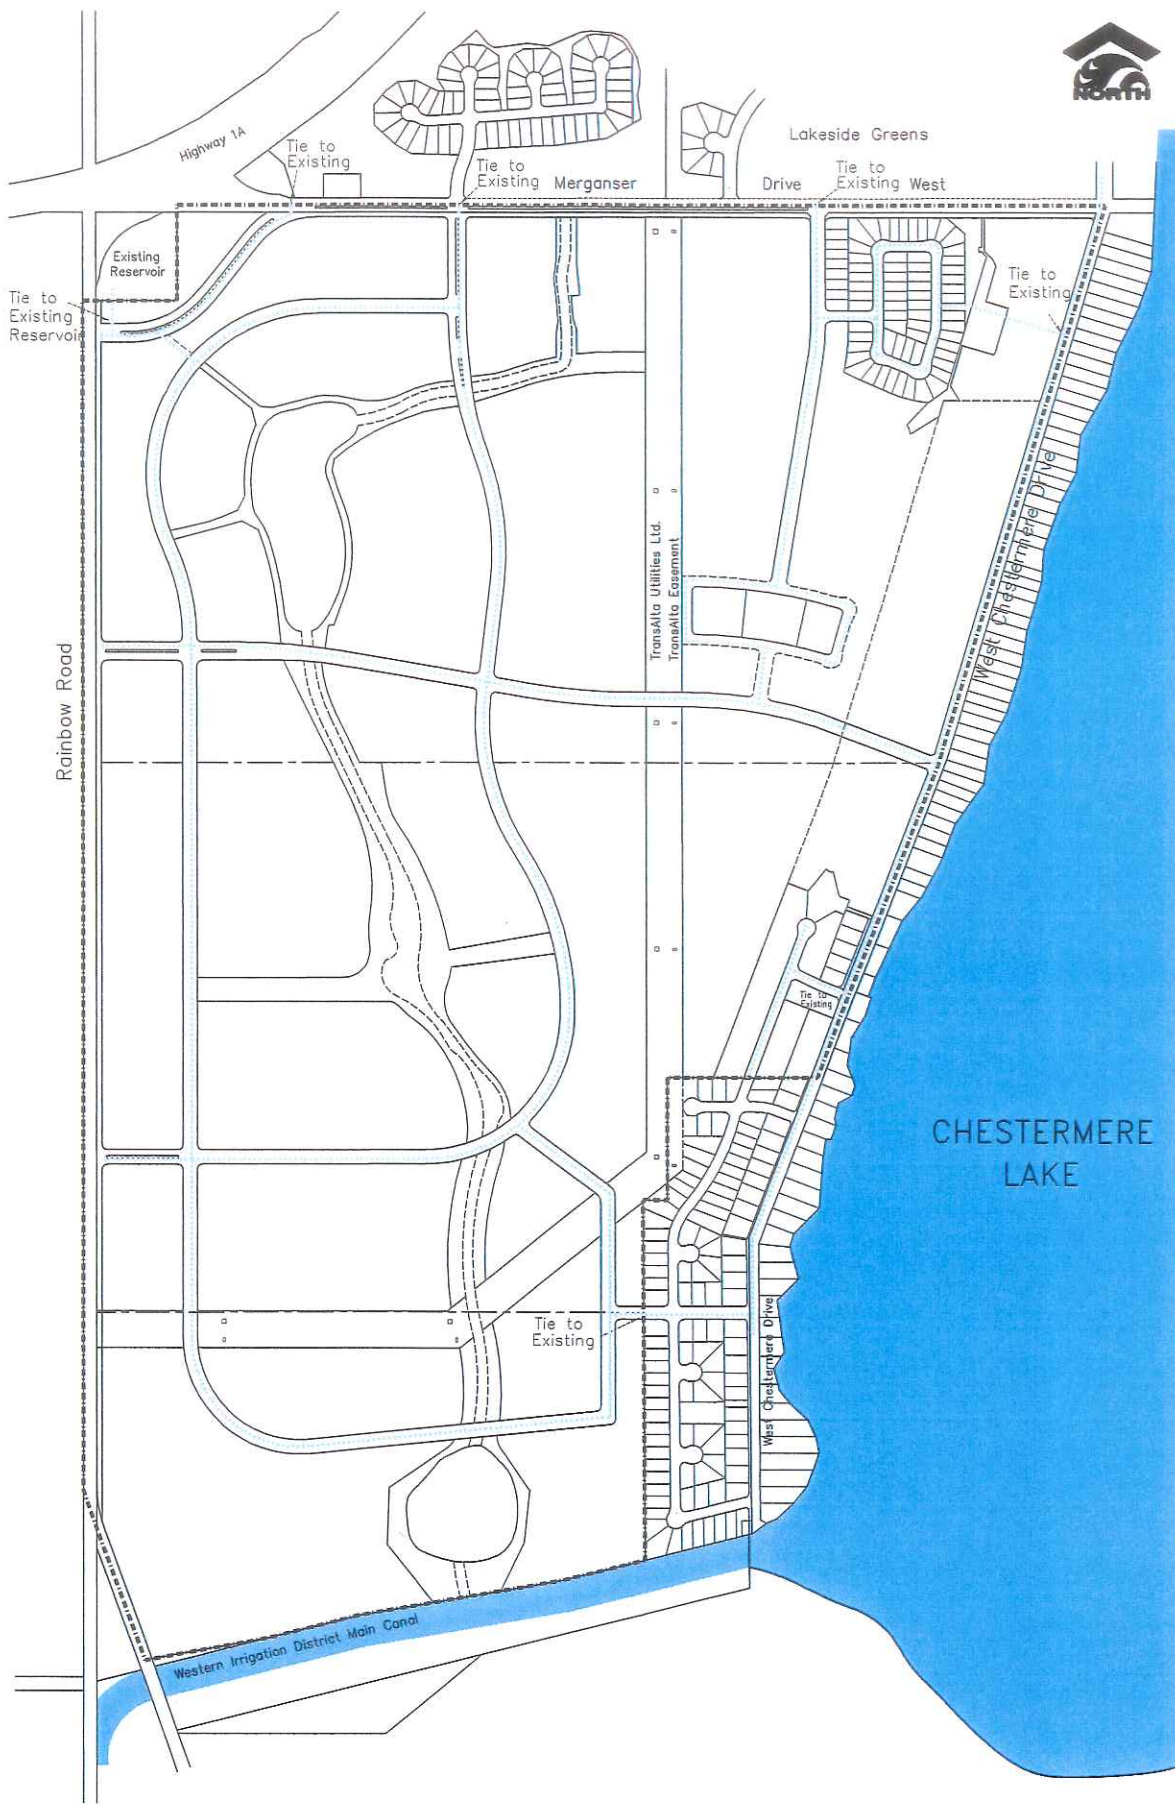 NORTH
Highway 1A
Lakeside Greens
Tie to
Existing
Tie to
Existing
Merganser
Drive
Tie to
Existing
West
Existing
Reservoir
Tie to
Existing
Reservoir
Tie to
Existing
TransAlta Utilities Ltd.
TransAlta Easement
West Chestermere Drive
Rainbow Road
Tie to
Existing
CHESTERMERE
LAKE
Tie to
Existing
West Chestermere Drive
Western Irrigation District Main Canal